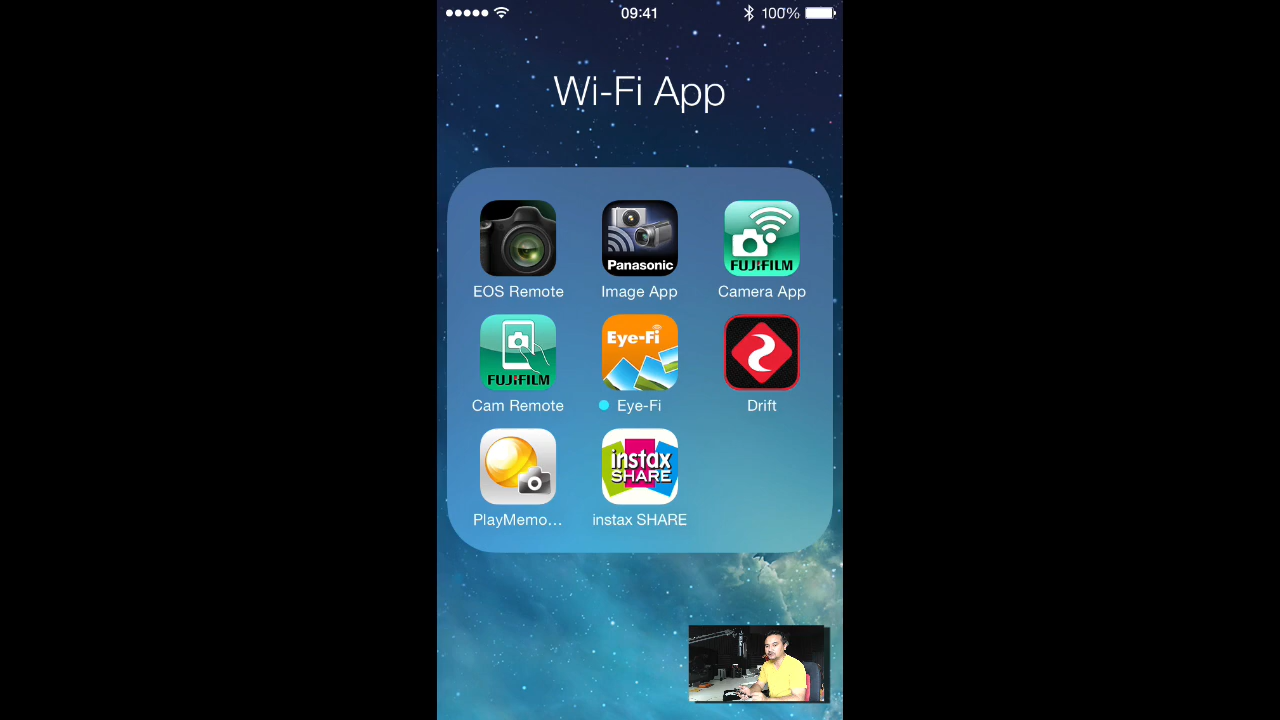 09:41
100%
Wi-Fi App
Panasonic
FUJIFILM
EOS Remote
Image App
Camera App
FUJIFILM
Eye-Fi
Cam Remote
Eye-Fi
Drift
instax
SHARE
PlayMemo...
instax SHARE